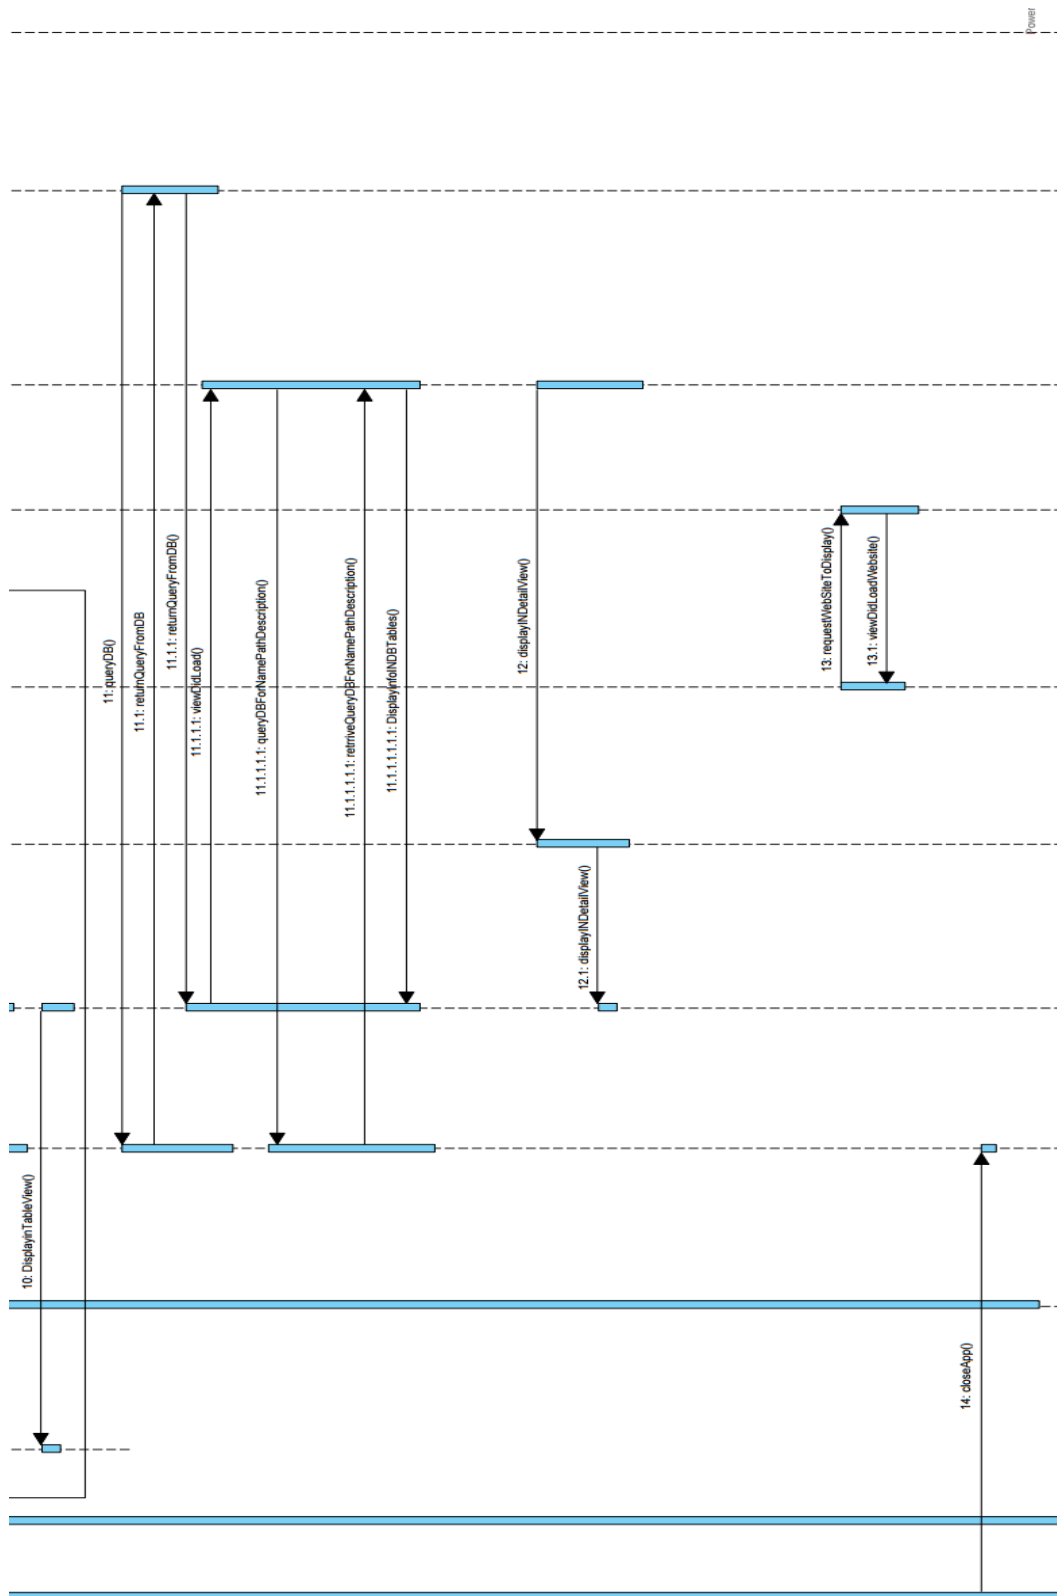 10: DisplayinTableView()
11: queryDB()
11.1: returnQueryFromDB
11.1.1: returnQueryFromDB()
11.1.1.1: viewDidLoad()
11.1.1.1.1: queryDBForNamePathDescription()
11.1.1.1.1.1: retrriveQueryDBForNamePathDescription()
11.1.1.1.1.1.1: DisplayinfoINDBTables()
12: displayINDetailView()
12.1: displayINDetailView()
13: requestWebSiteToDisplay()
13.1: viewDidLoadWebsite()
14: closeApp()
Power